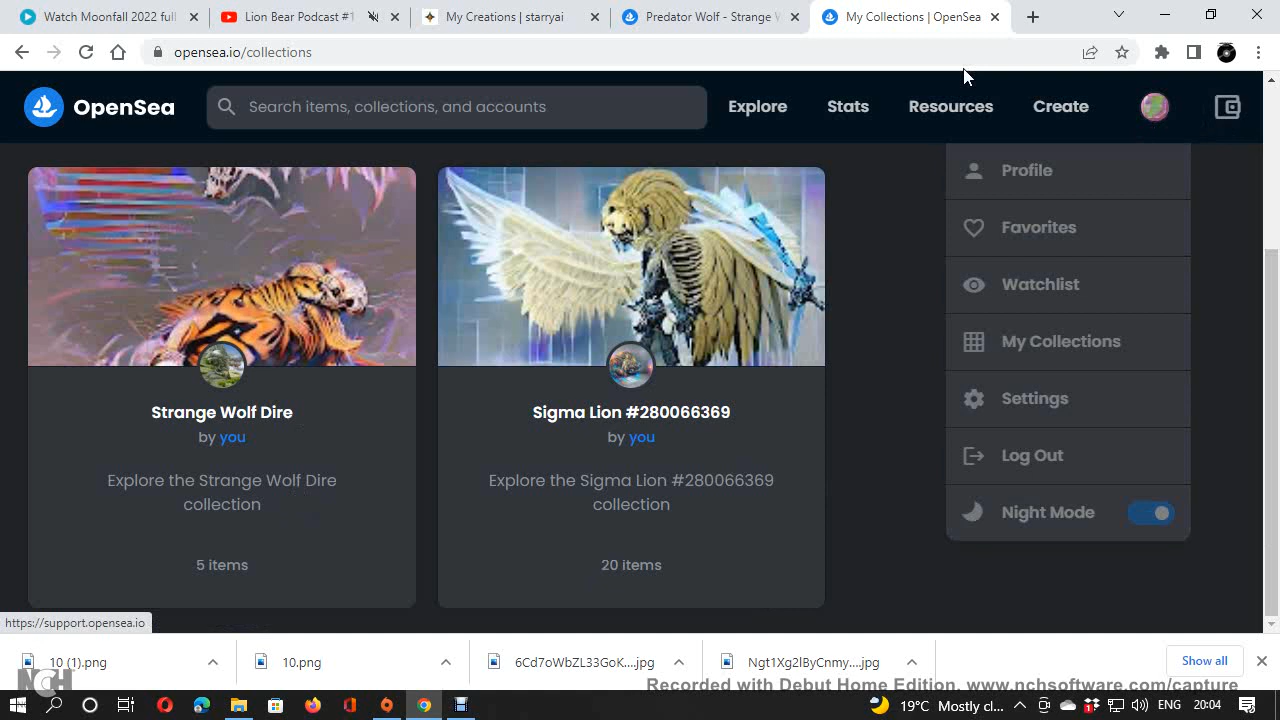 Watch Moonfall 2022 full
Lion Bear Podcast #1
My Creations | starryai
Predator Wolf - Strange
My Collections | OpenSea
opensea.io/collections
OpenSea
Search items, collections, and accounts
Explore
Stats
Resources
Create
Profile
Favorites
Watchlist
My Collections
Settings
Log Out
Night Mode
Strange Wolf Dire
by you
Explore the Strange Wolf Dire
collection
5 items
Sigma Lion #280066369
by you
Explore the Sigma Lion #280066369
collection
20 items
https://support.opensea.io
10 (1).png
10.png
6Cd7oWbZL33GoK....jpg
Ngt1Xg2lByCnmy....jpg
Show all
NCH
Recorded with Debut Home Edition. www.nchsoftware.com/capture
19°C Mostly cl...
ENG
20:04